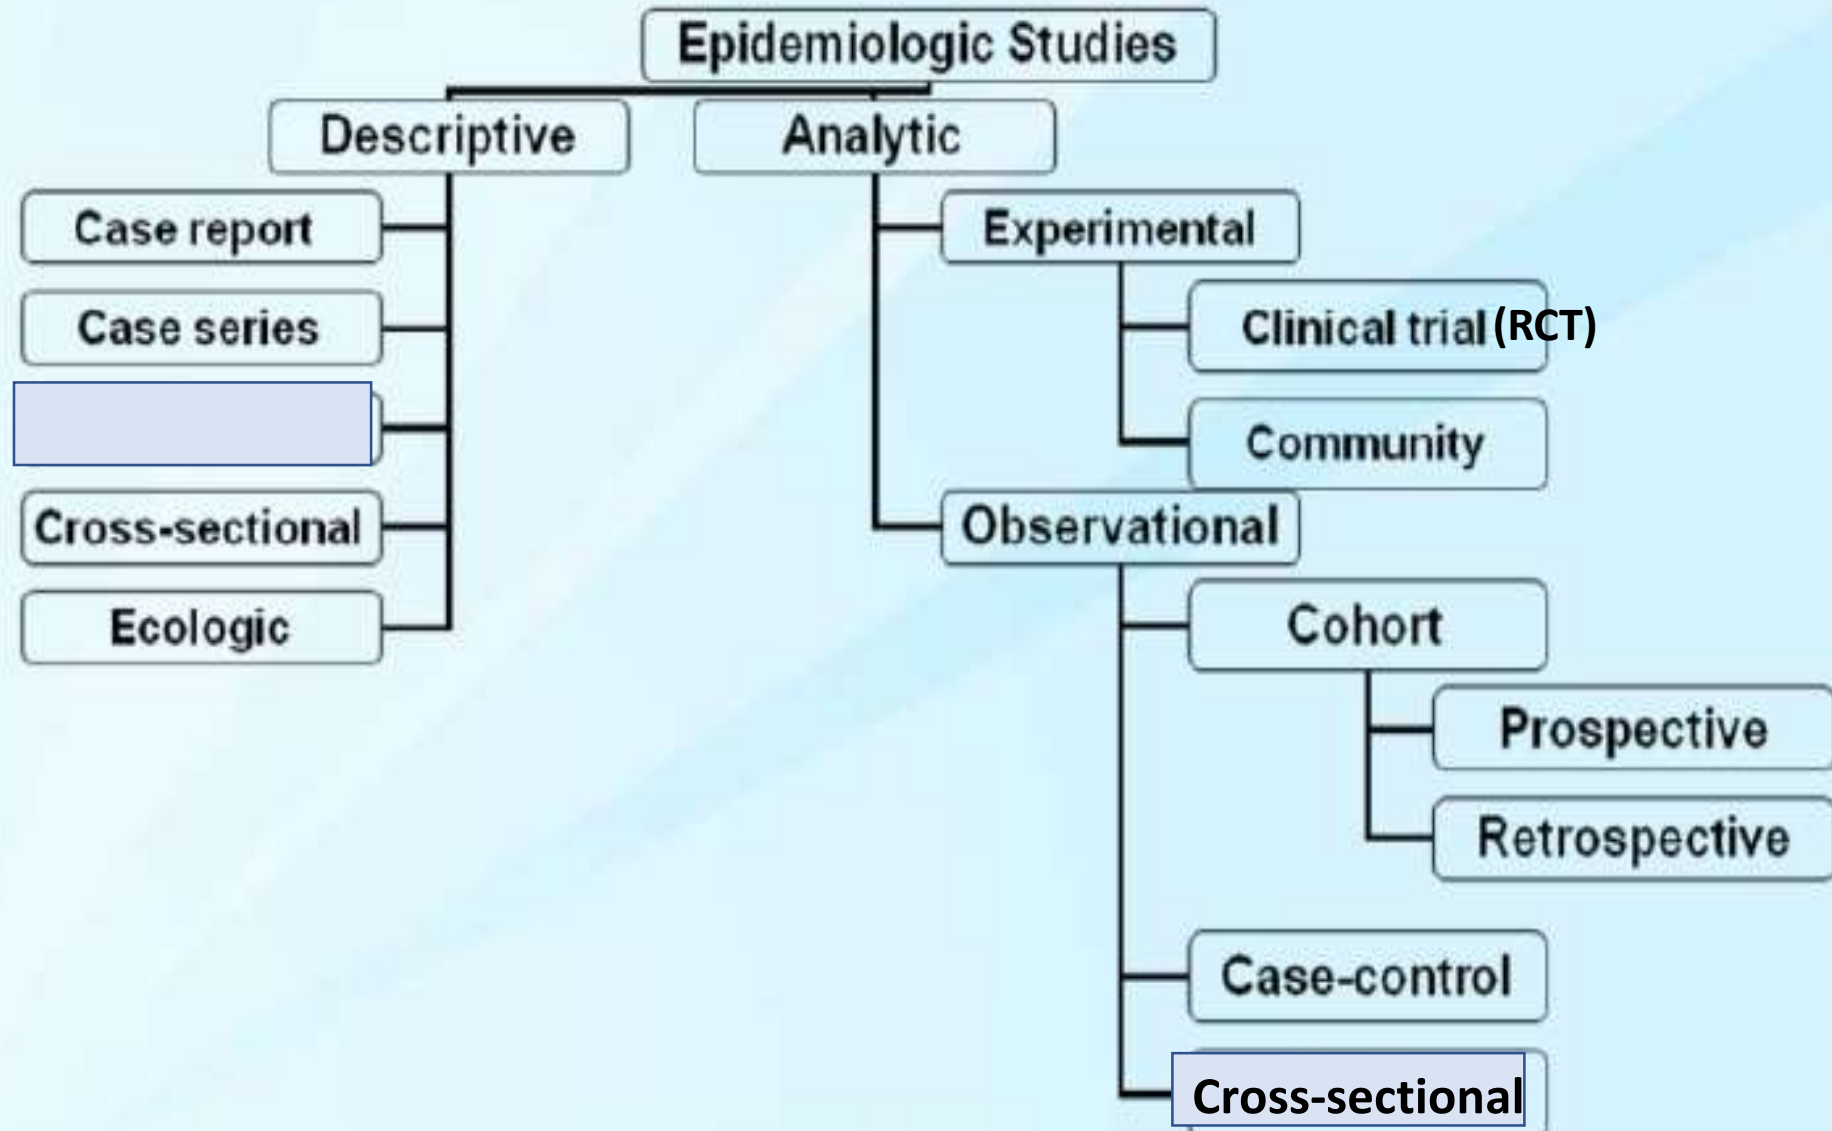 Epidemiologic Studies
Descriptive
Analytic
Case report
Experimental
Case series
Clinical trial (RCT)
Community
Cross-sectional
Observational
Ecologic
Cohort
Prospective
Retrospective
Case-control
Cross-sectional